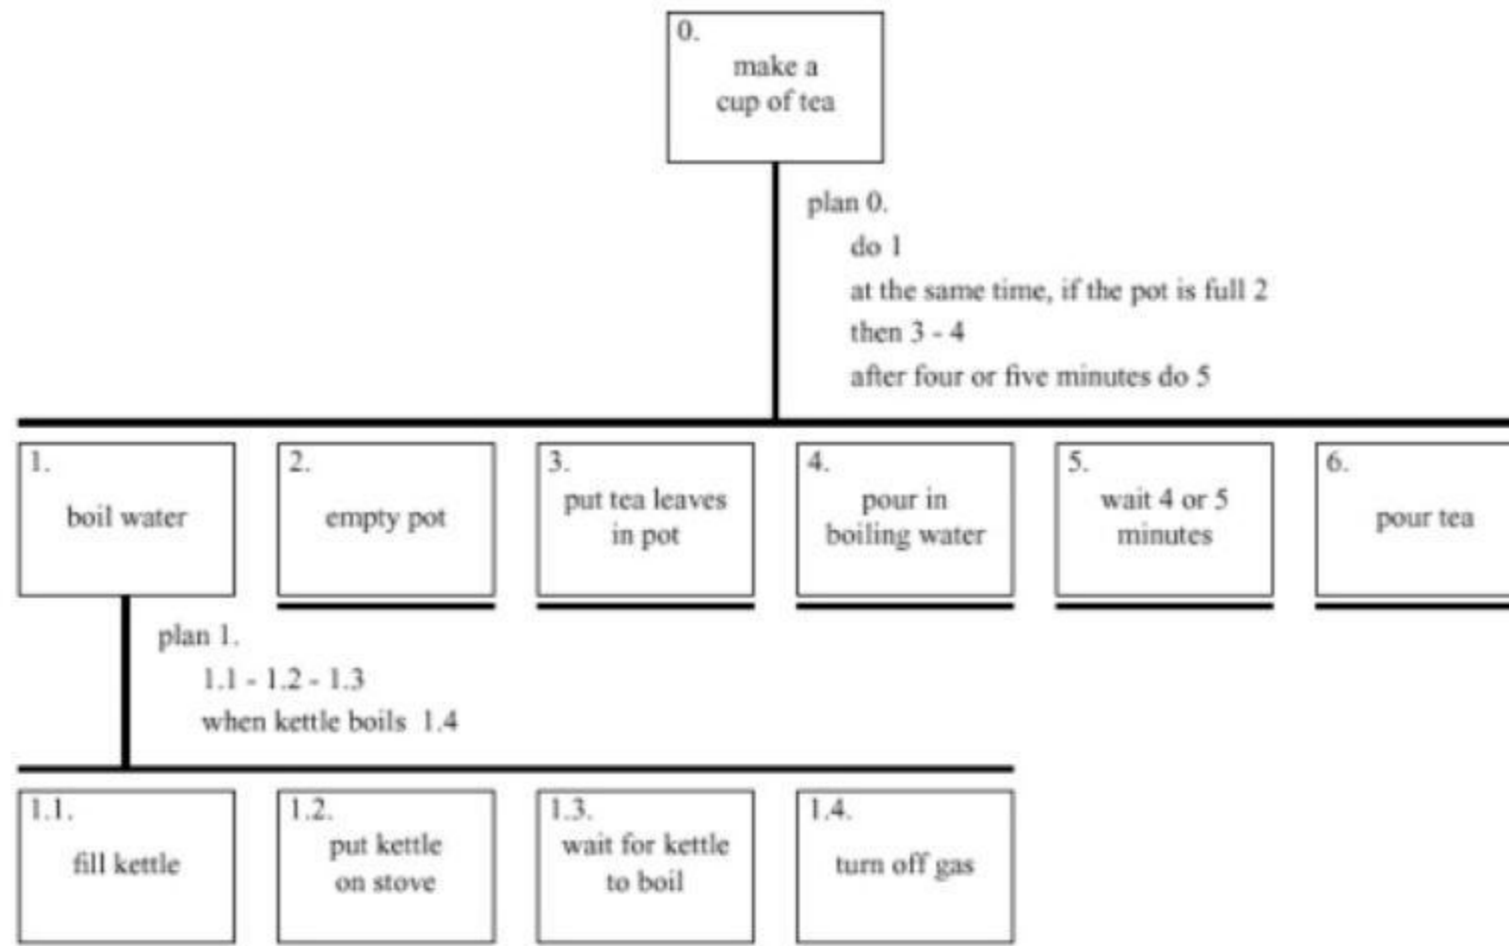 0.
make a
cup of tea
plan 0.
do 1
at the same time, if the pot is full 2
then 3 - 4
after four or five minutes do 5
1.
boil water
2.
empty pot
3.
put tea leaves
in pot
4.
pour in
boiling water
5.
wait 4 or 5
minutes
6.
pour tea
plan 1.
1.1 - 1.2 - 1.3
when kettle boils 1.4
1.1.
fill kettle
1.2.
put kettle
on stove
1.3.
wait for kettle
to boil
1.4.
turn off gas